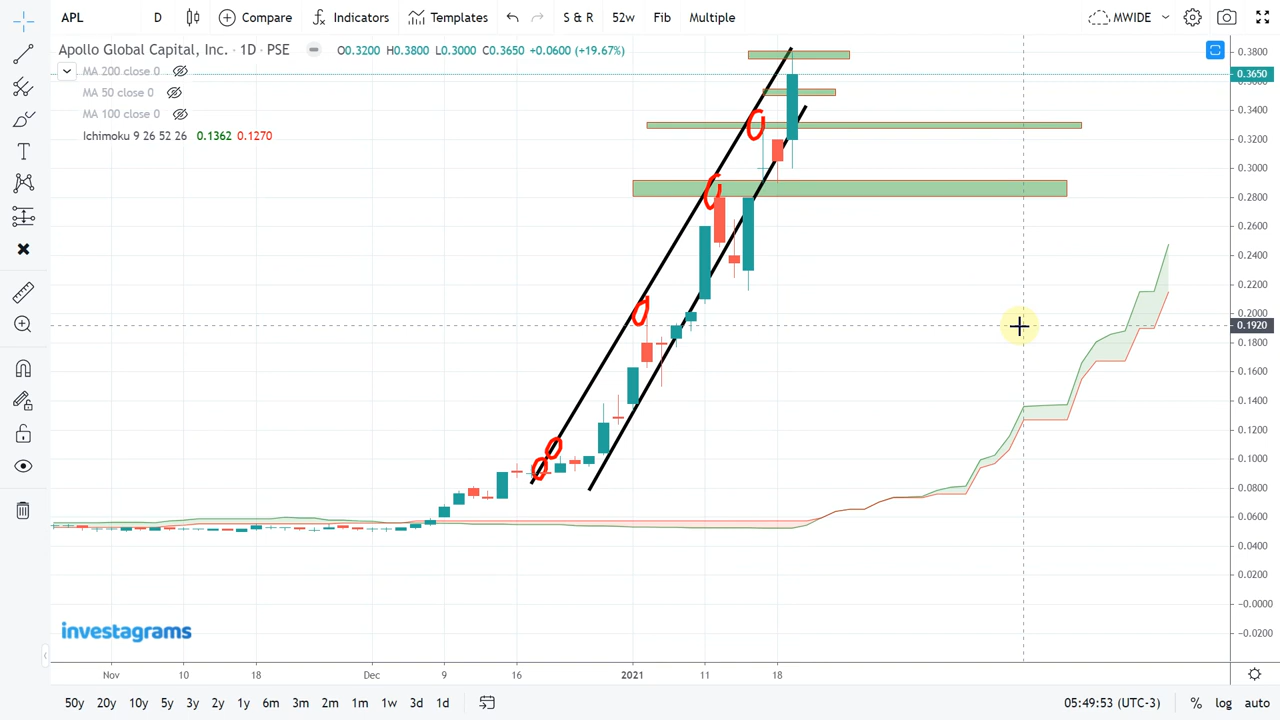 APL D Compare Indicators Templates S & R 52w Fib Multiple MWIDE
Apollo Global Capital, Inc. · 1D · PSE O0.3200 H0.3800 L0.3000 C0.3650 +0.0600 (+19.67%)
MA 200 close 0
MA 50 close 0
MA 100 close 0
Ichimoku 9 26 52 26 0.1362 0.1270
0.3800
0.3650
0.3400
0.3200
0.3000
0.2800
0.2600
0.2400
0.2200
0.2000
0.1920
0.1800
0.1600
0.1400
0.1200
0.1000
0.0800
0.0600
0.0400
0.0200
-0.0000
-0.0200
investagrams
Nov 10 18 Dec 9 16 2021 11 18
50y 20y 10y 5y 3y 2y 1y 6m 3m 2m 1m 1w 3d 1d 05:49:53 (UTC-3) % log auto